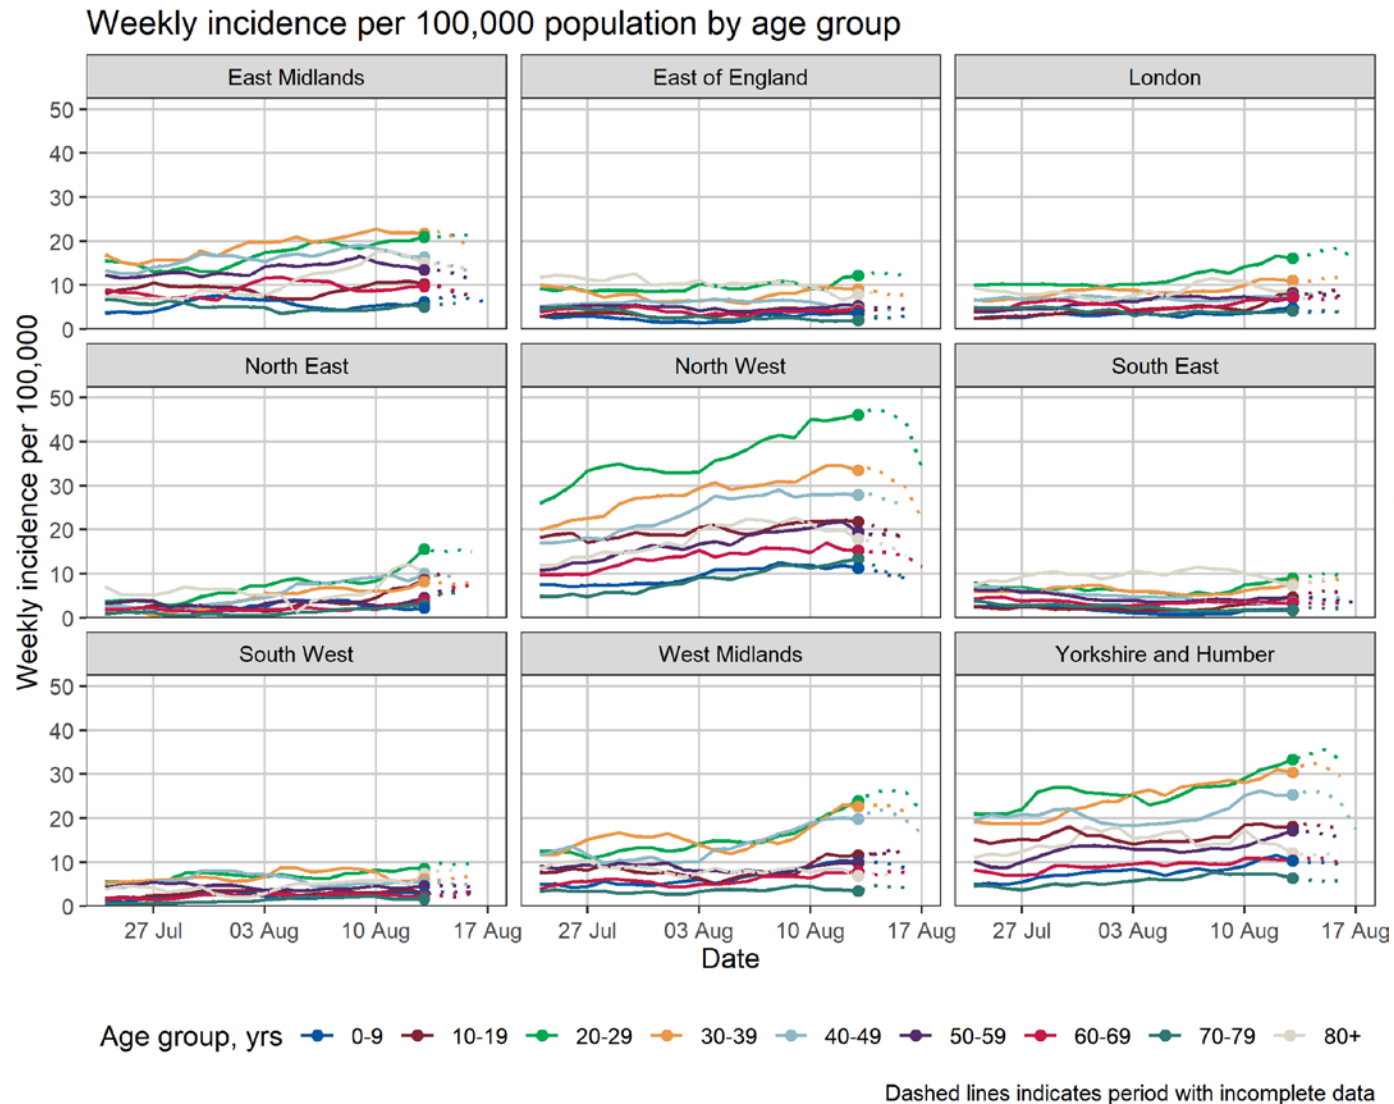 Weekly incidence per 100,000 population by age group
East Midlands East of England London
50
40
30
20
10
0
North East North West South East
50
40
30
20
10
0
South West West Midlands Yorkshire and Humber
50
40
30
20
10
0
Weekly incidence per 100,000
27 Jul 03 Aug 10 Aug 17 Aug 27 Jul 03 Aug 10 Aug 17 Aug 27 Jul 03 Aug 10 Aug 17 Aug
Date
Age group, yrs 0-9 10-19 20-29 30-39 40-49 50-59 60-69 70-79 80+
Dashed lines indicates period with incomplete data